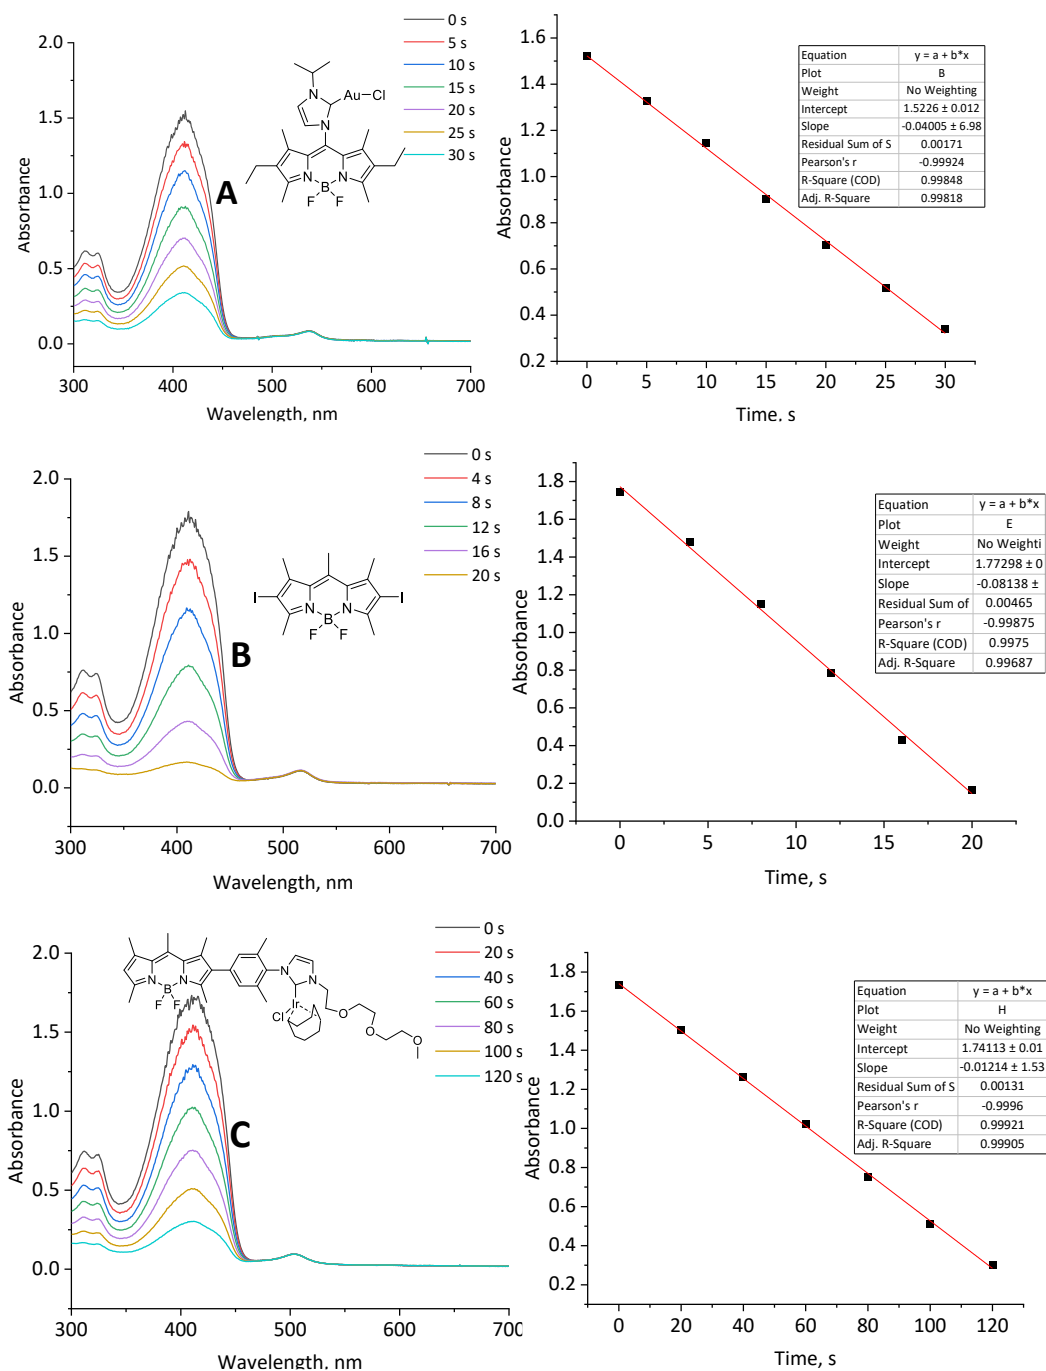 0 s
5 s
10 s
15 s
20 s
25 s
30 s
2.0
1.5
1.0
0.5
0.0
300
400
500
600
700
Absorbance
Wavelength, nm
A
N
Au—Cl
N
N
N
B
F
F
1.6
1.4
1.2
1.0
0.8
0.6
0.4
0.2
0
5
10
15
20
25
30
Absorbance
Time, s
Equation y = a + b*x
Plot B
Weight No Weighting
Intercept 1.5226 ± 0.012
Slope -0.04005 ± 6.98
Residual Sum of S 0.00171
Pearson's r -0.99924
R-Square (COD) 0.99848
Adj. R-Square 0.99818
0 s
4 s
8 s
12 s
16 s
20 s
2.0
1.5
1.0
0.5
0.0
300
400
500
600
700
Absorbance
Wavelength, nm
B
I
I
N
N
B
F
F
1.8
1.6
1.4
1.2
1.0
0.8
0.6
0.4
0.2
0.0
0
5
10
15
20
Absorbance
Time, s
Equation y = a + b*x
Plot E
Weight No Weighti
Intercept 1.77298 ± 0
Slope -0.08138 ±
Residual Sum of 0.00465
Pearson's r -0.99875
R-Square (COD) 0.9975
Adj. R-Square 0.99687
0 s
20 s
40 s
60 s
80 s
100 s
120 s
2.0
1.5
1.0
0.5
0.0
300
400
500
600
700
Absorbance
Wavelength, nm
C
N
N
B
F
F
N
N
Ir
Cl
O
O
O
1.8
1.6
1.4
1.2
1.0
0.8
0.6
0.4
0.2
0
20
40
60
80
100
120
Absorbance
Time, s
Equation y = a + b*x
Plot H
Weight No Weighting
Intercept 1.74113 ± 0.01
Slope -0.01214 ± 1.53
Residual Sum of S 0.00131
Pearson's r -0.9996
R-Square (COD) 0.99921
Adj. R-Square 0.99905